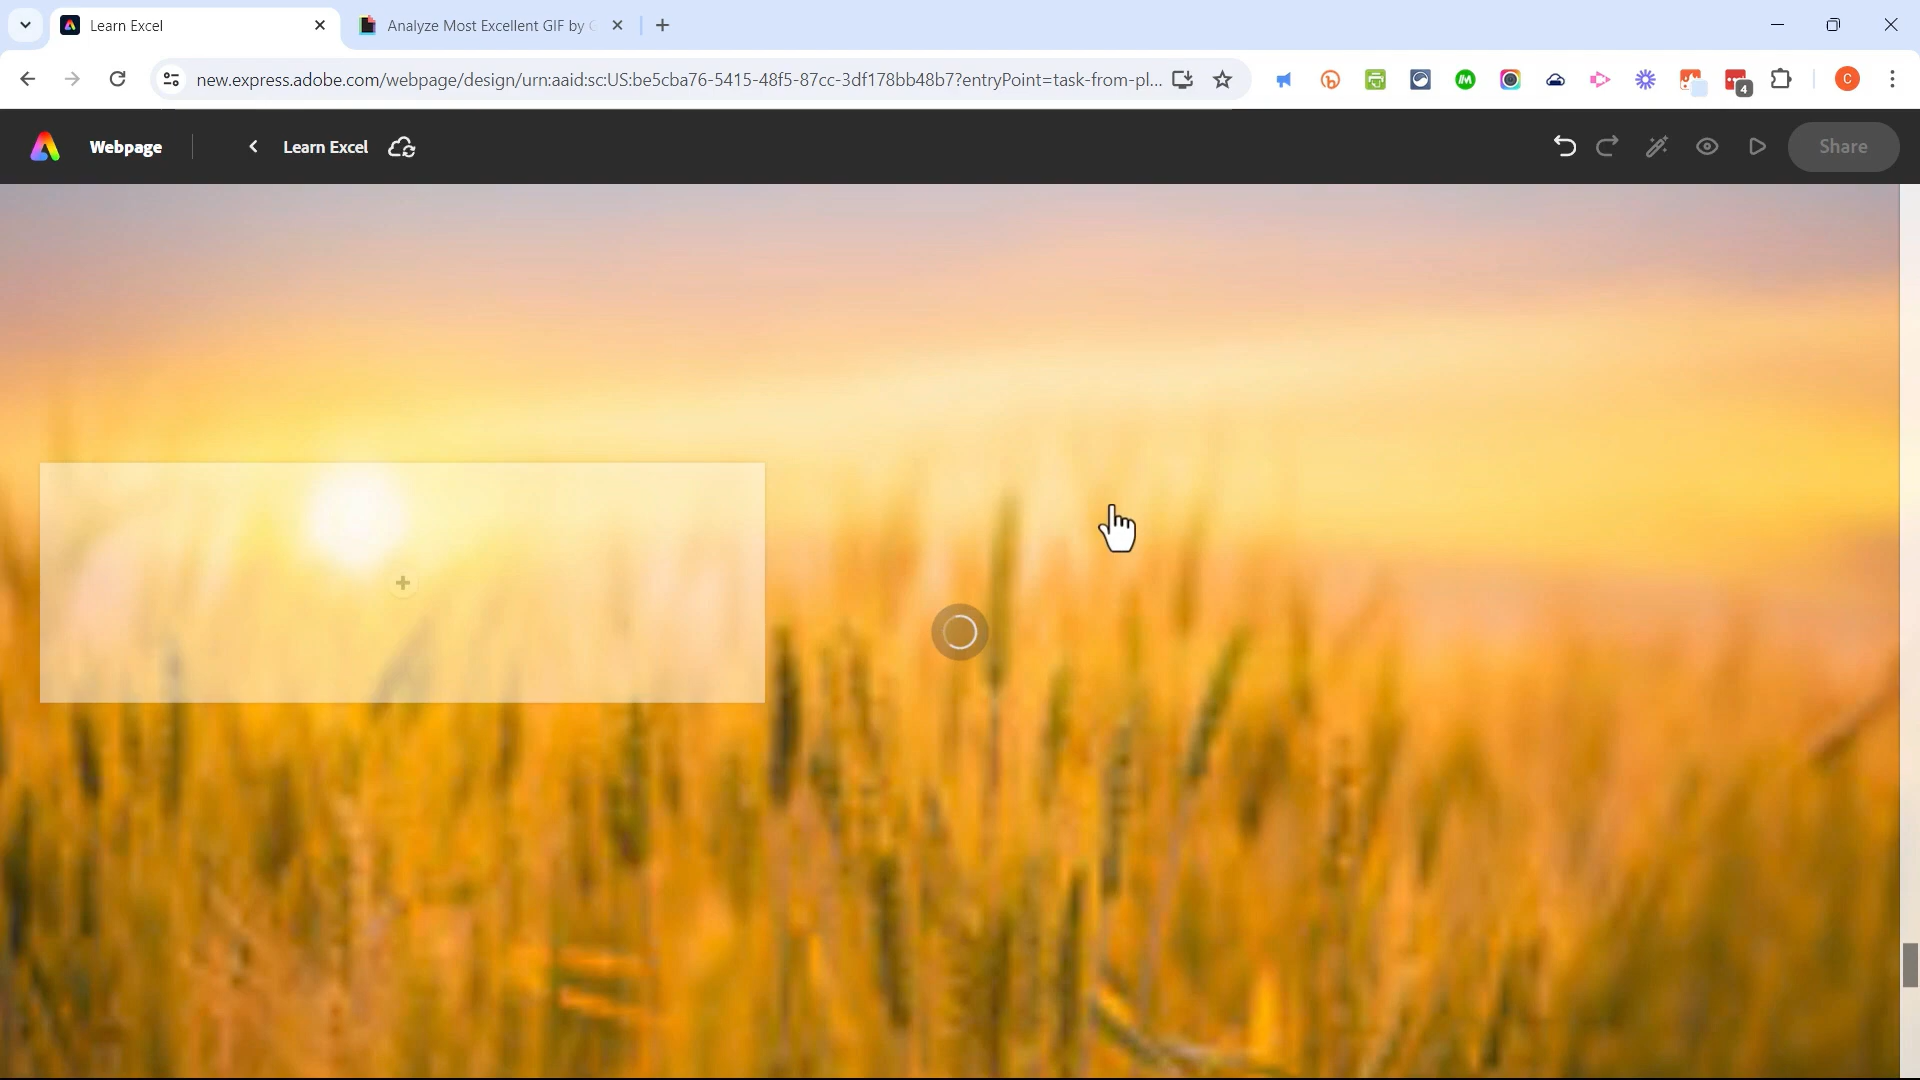 Learn Excel
Analyze Most Excellent GIF by
new.express.adobe.com/webpage/design/urn:aaid:sc:US:be5cba76-5415-48f5-87cc-3df178bb48b7?entryPoint=task-from-pl...
4
C
Webpage
Learn Excel
Share